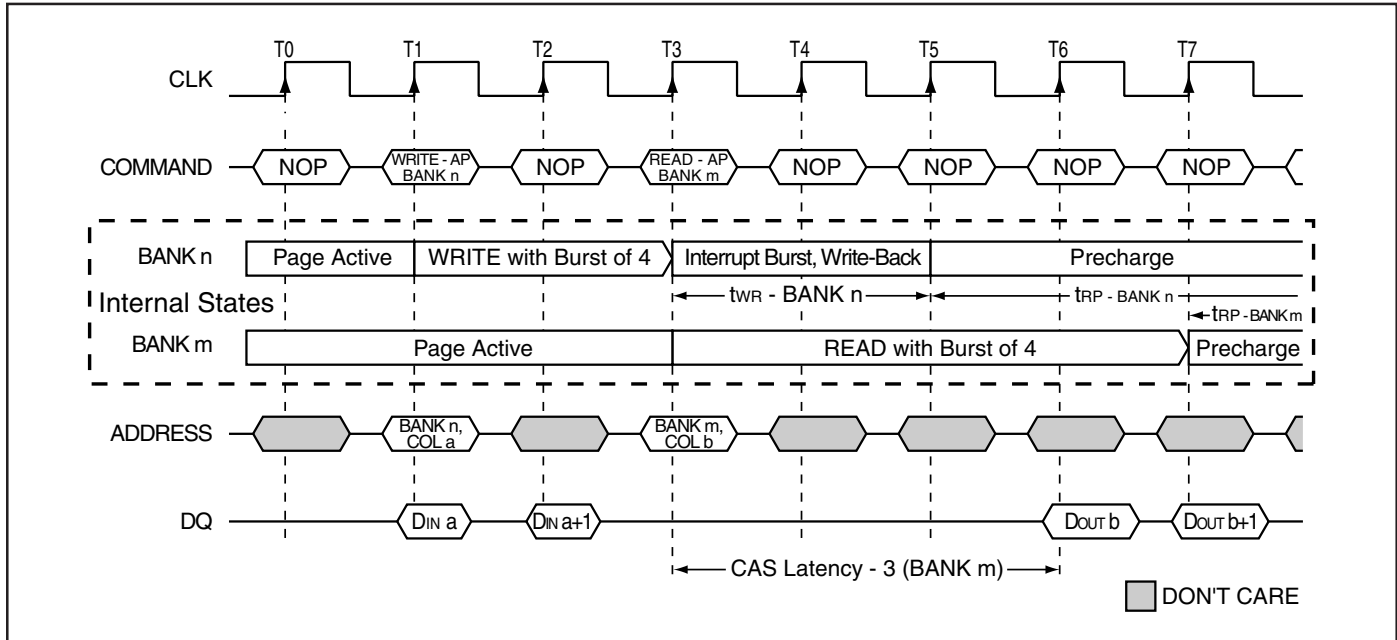 T0 T1 T2 T3 T4 T5 T6 T7
CLK
COMMAND NOP WRITE - AP BANK n NOP READ - AP BANK m NOP NOP NOP NOP
BANK n Page Active WRITE with Burst of 4 Interrupt Burst, Write-Back Precharge
Internal States tWR - BANK n tRP - BANK n
tRP - BANK m
BANK m Page Active READ with Burst of 4 Precharge
ADDRESS BANK n, COL a BANK m, COL b
DQ DIN a DIN a+1 DOUT b DOUT b+1
CAS Latency - 3 (BANK m)
DON'T CARE